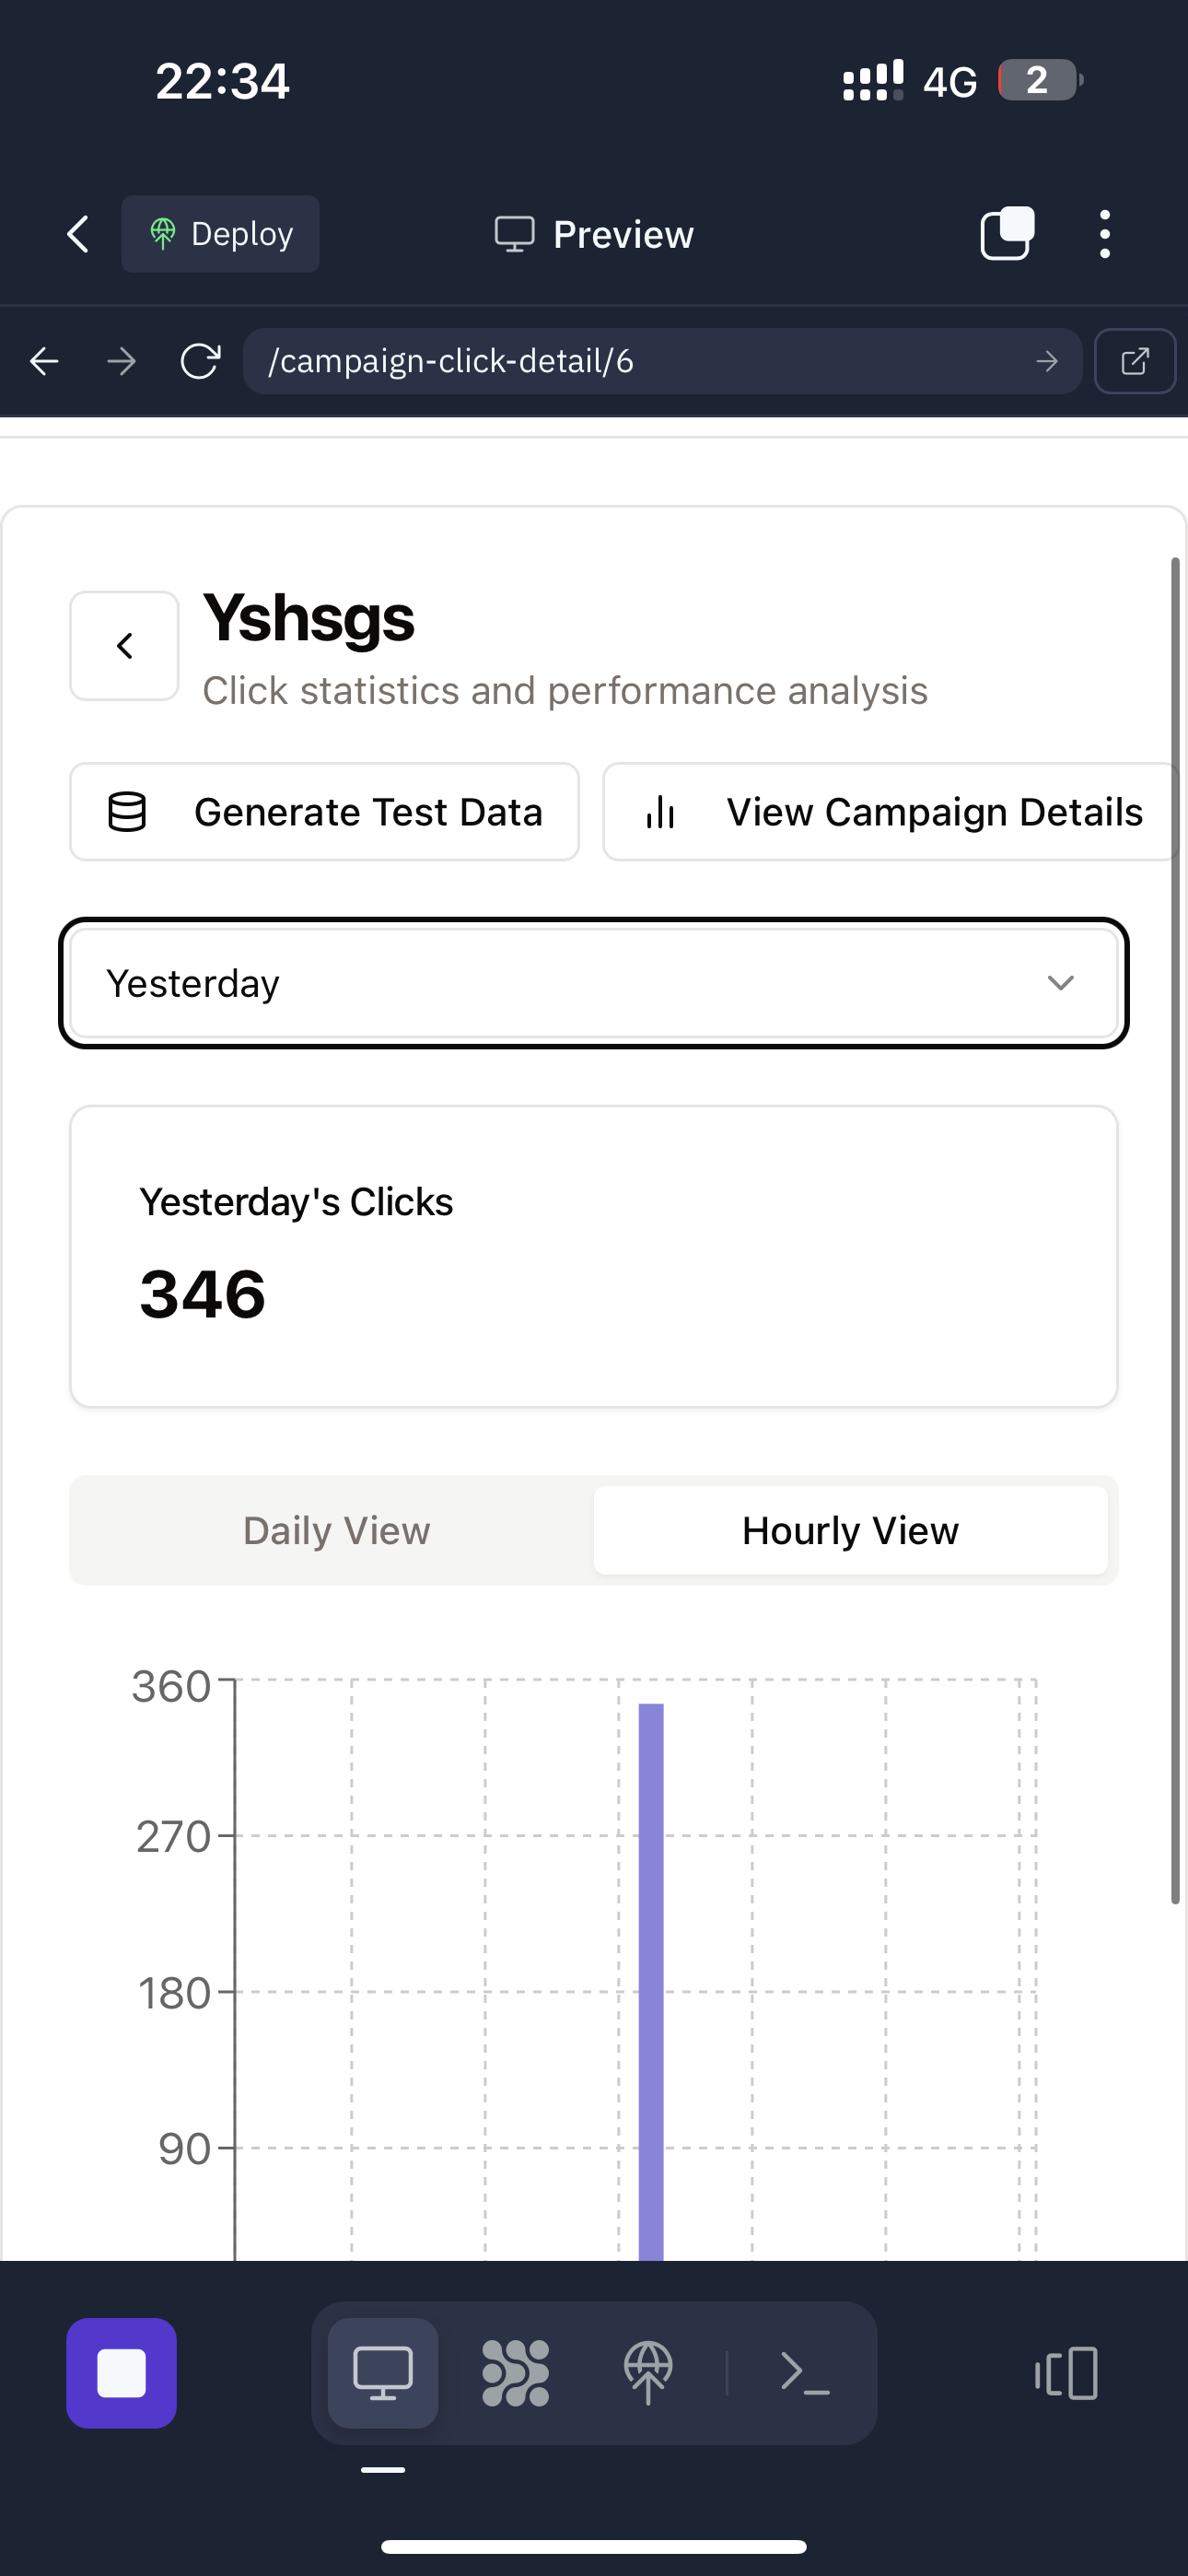 22:34 4G 2
Deploy Preview
/campaign-click-detail/6
Yshsgs
Click statistics and performance analysis
Generate Test Data View Campaign Details
Yesterday
Yesterday's Clicks
346
Daily View Hourly View
360
270
180
90